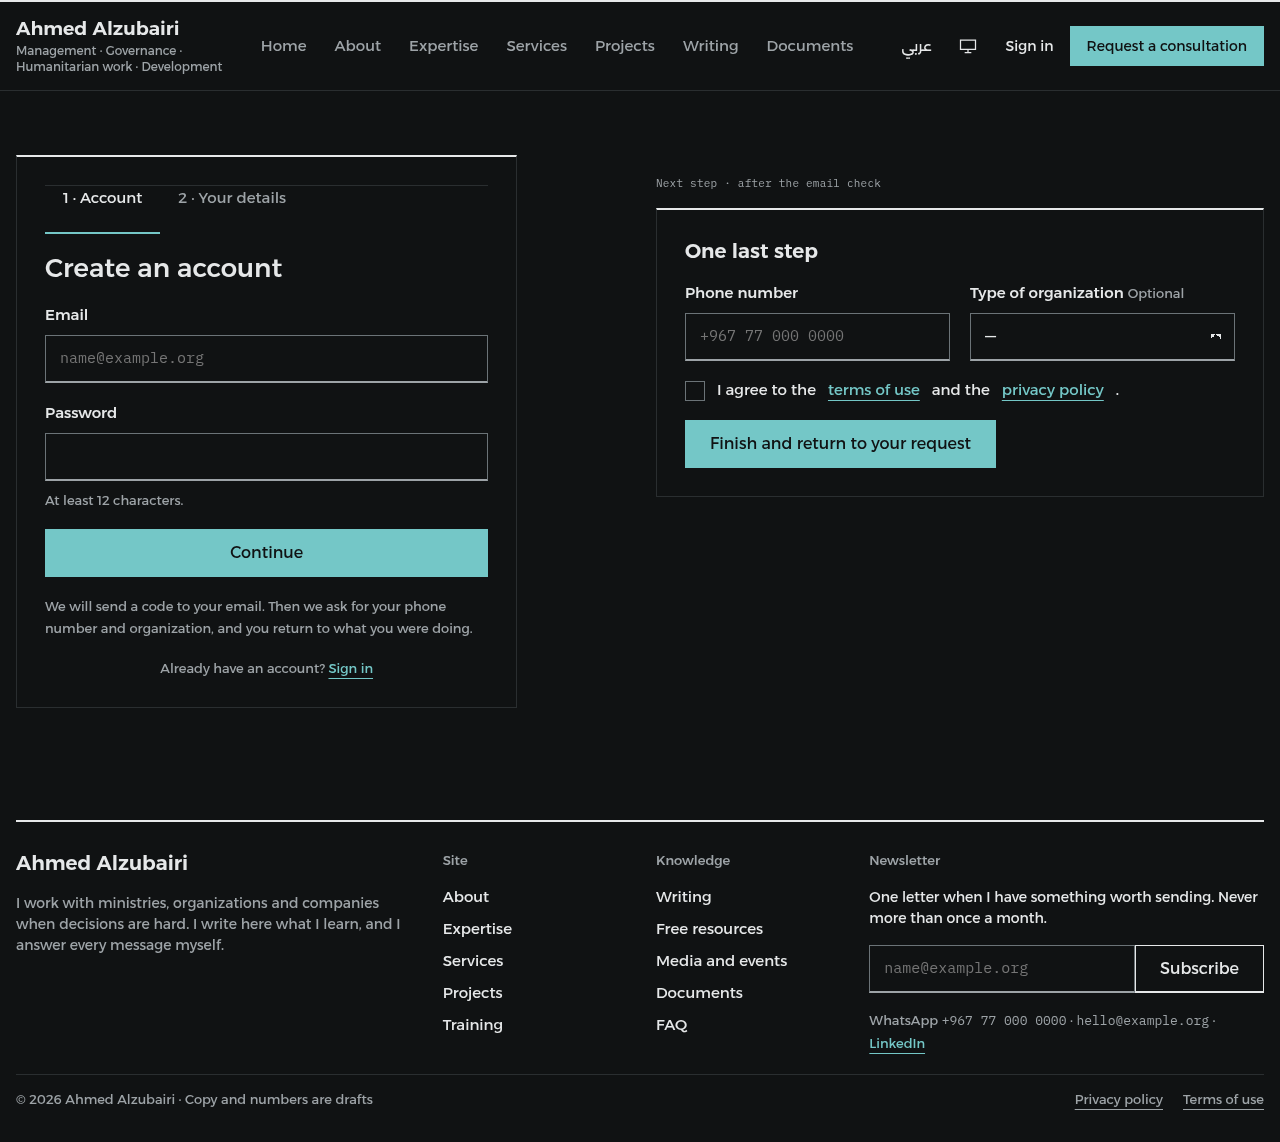 Ahmed Alzubairi
Management · Governance ·
Humanitarian work · Development
Home
About
Expertise
Services
Projects
Writing
Documents
عربي
Sign in
Request a consultation
1 · Account
2 · Your details
Create an account
Email
name@example.org
Password
At least 12 characters.
Continue
We will send a code to your email. Then we ask for your phone
number and organization, and you return to what you were doing.
Already have an account? Sign in
Next step · after the email check
One last step
Phone number
+967 77 000 0000
Type of organization Optional
—
I agree to the terms of use and the privacy policy .
Finish and return to your request
Ahmed Alzubairi
I work with ministries, organizations and companies
when decisions are hard. I write here what I learn, and I
answer every message myself.
Site
About
Expertise
Services
Projects
Training
Knowledge
Writing
Free resources
Media and events
Documents
FAQ
Newsletter
One letter when I have something worth sending. Never
more than once a month.
name@example.org
Subscribe
WhatsApp +967 77 000 0000 · hello@example.org ·
LinkedIn
© 2026 Ahmed Alzubairi · Copy and numbers are drafts
Privacy policy
Terms of use